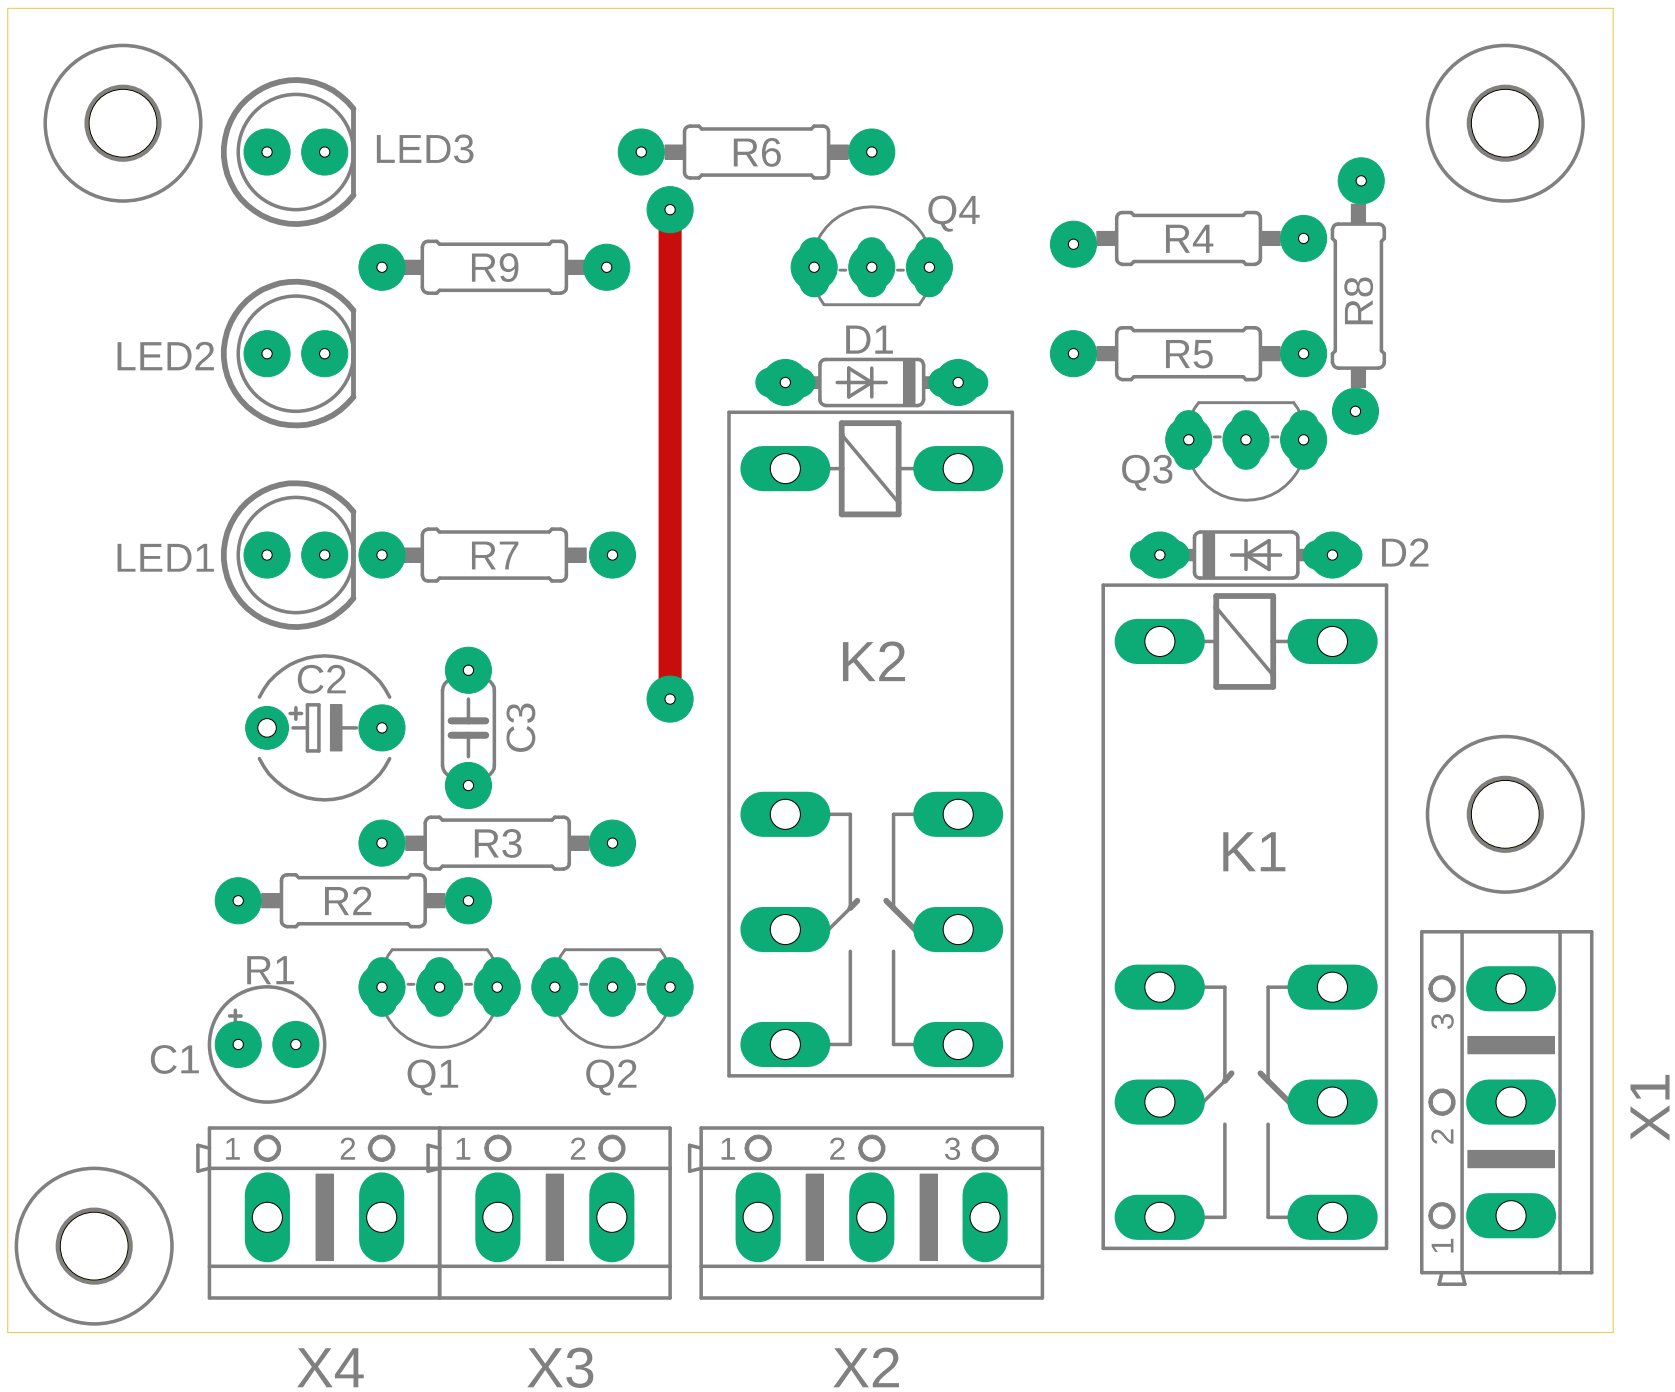 LED3
R6
Q4
R4
R9
R8
D1
R5
LED2
Q3
LED1
R7
D2
K2
C2
+
C3
R3
K1
R2
R1
+
C1
Q1
Q2
3
2
1
X1
1 2 1 2 1 2 3
X4 X3 X2